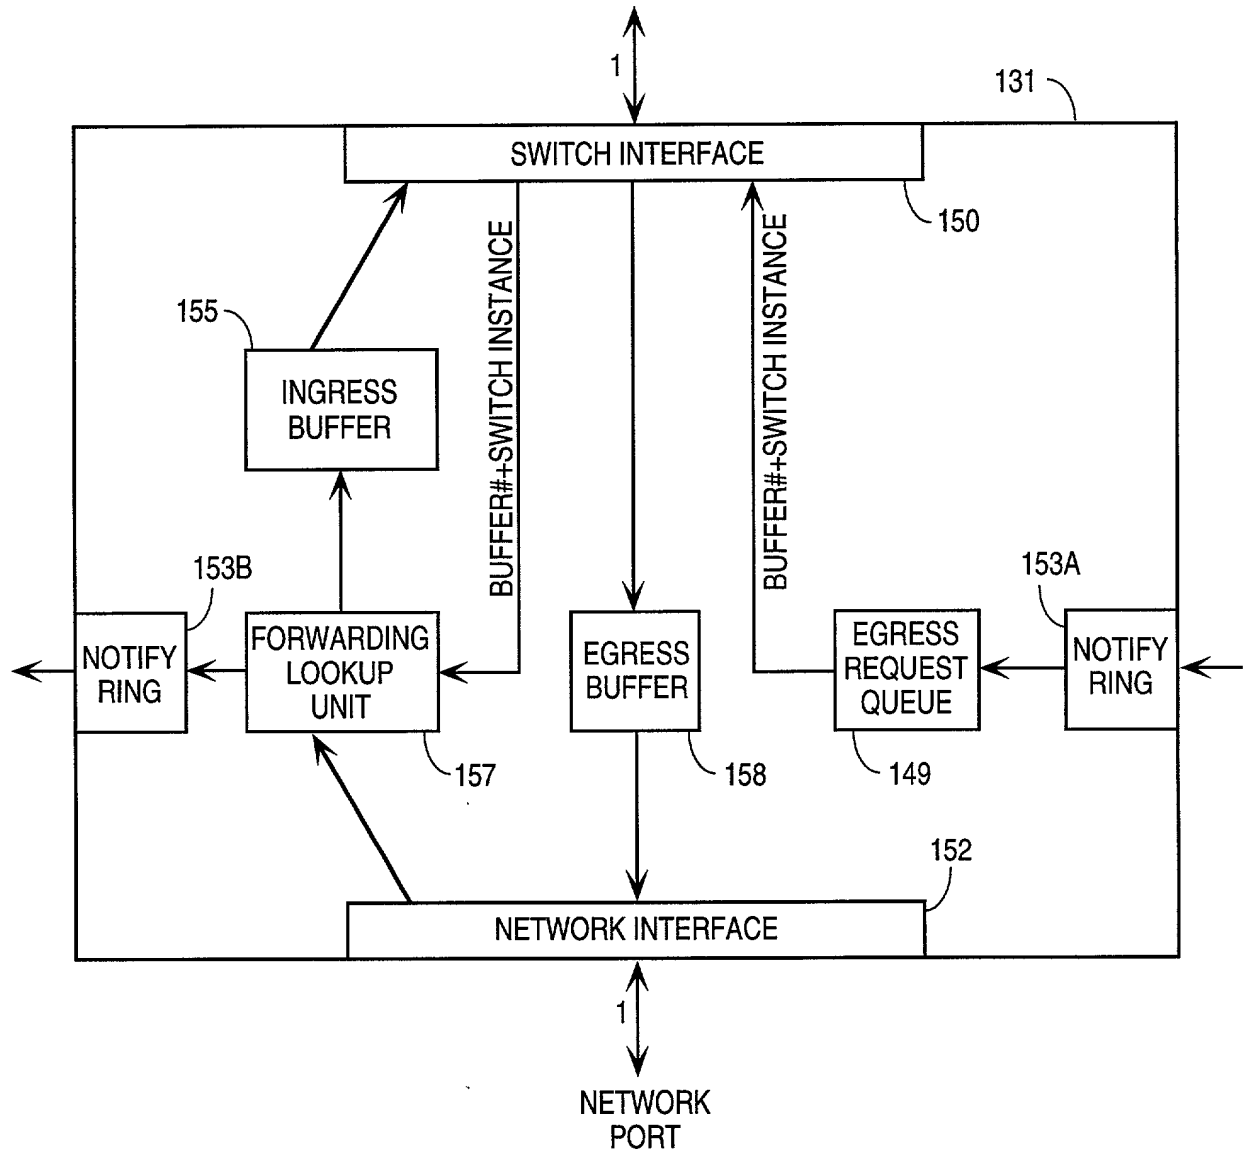 1
131
SWITCH INTERFACE
150
BUFFER#+SWITCH INSTANCE
BUFFER#+SWITCH INSTANCE
155
INGRESS
BUFFER
153B
153A
NOTIFY
RING
FORWARDING
LOOKUP
UNIT
EGRESS
BUFFER
EGRESS
REQUEST
QUEUE
NOTIFY
RING
157
158
149
152
NETWORK INTERFACE
1
NETWORK
PORT